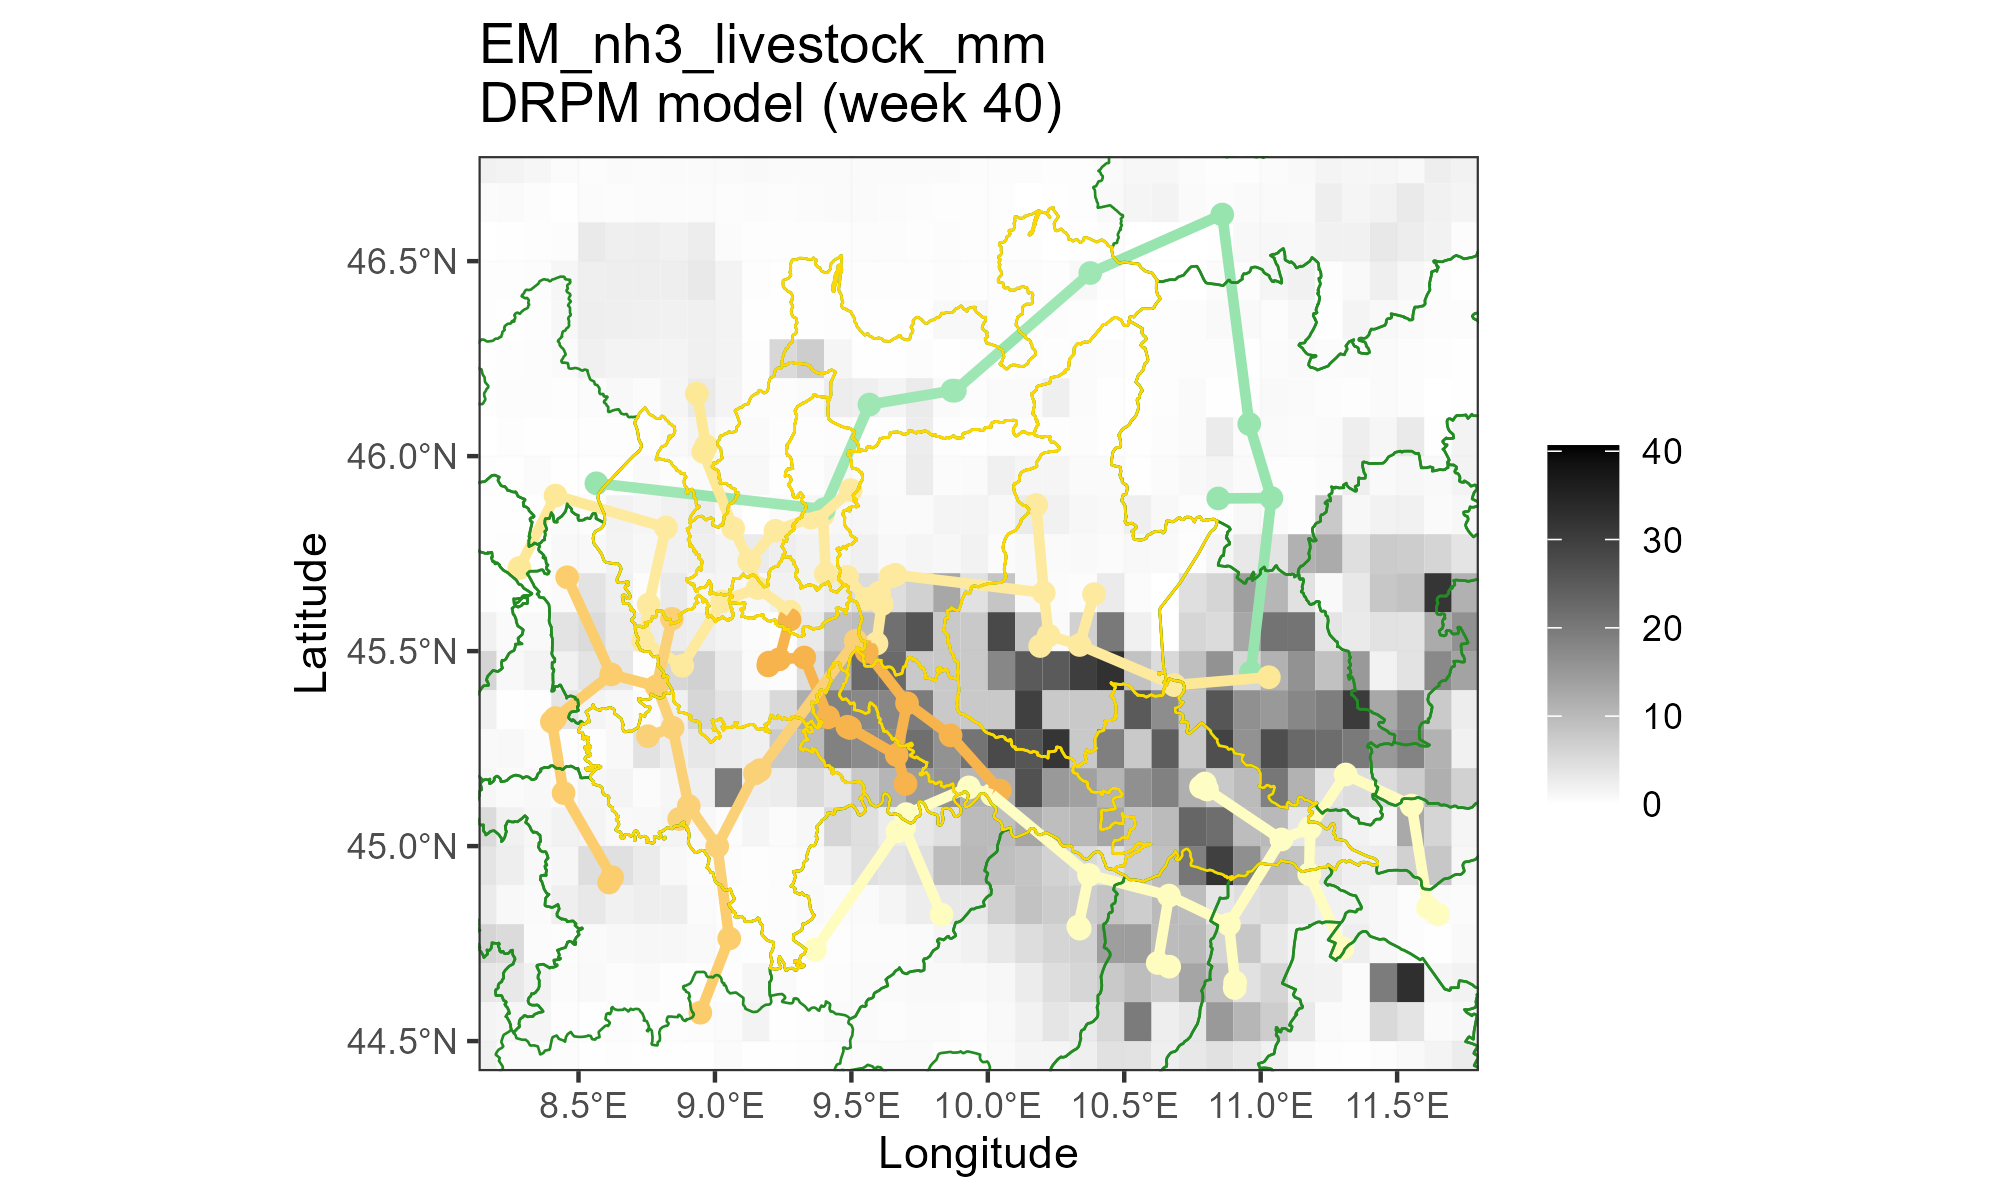 EM_nh3_livestock_mm
DRPM model (week 40)
46.5°N
46.0°N
45.5°N
45.0°N
44.5°N
Latitude
8.5°E
9.0°E
9.5°E
10.0°E
10.5°E
11.0°E
11.5°E
Longitude
40
30
20
10
0